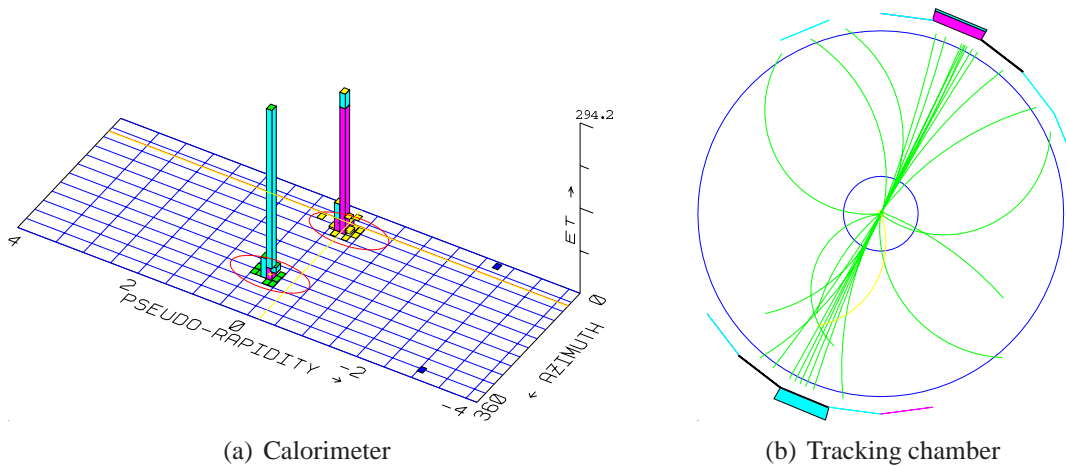 294.2
ET →
0
← AZIMUTH
360
4
2
0
-2
-4
PSEUDO-RAPIDITY →
(a) Calorimeter
(b) Tracking chamber